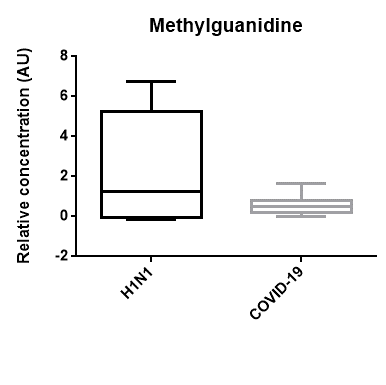 Methylguanidine
Relative concentration (AU)
8
6
4
2
0
-2
H1N1
COVID-19